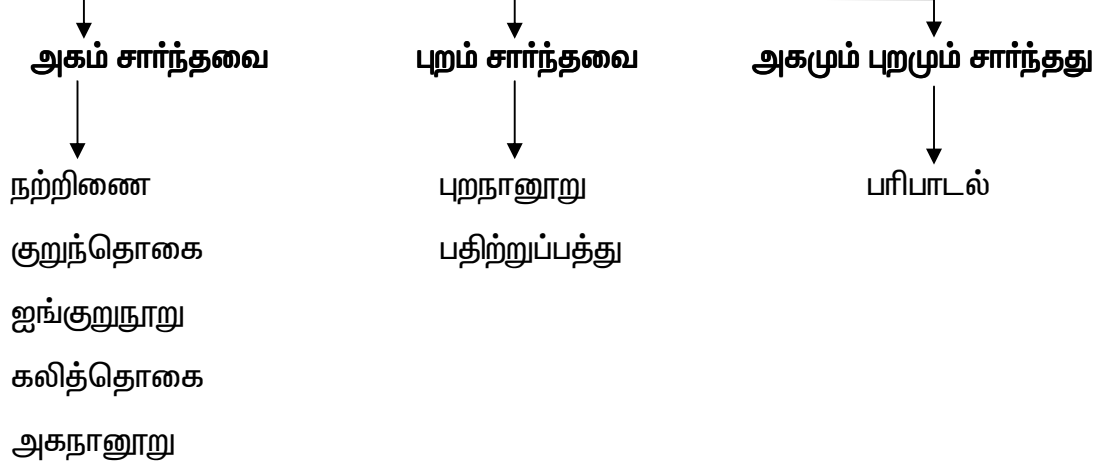 அகம் சார்ந்தவை
புறம் சார்ந்தவை
அகமும் புறமும் சார்ந்தது
நற்றிணை
குறுந்தொகை
ஐங்குறுநூறு
கலித்தொகை
அகநானூறு
புறநானூறு
பதிற்றுப்பத்து
பரிபாடல்